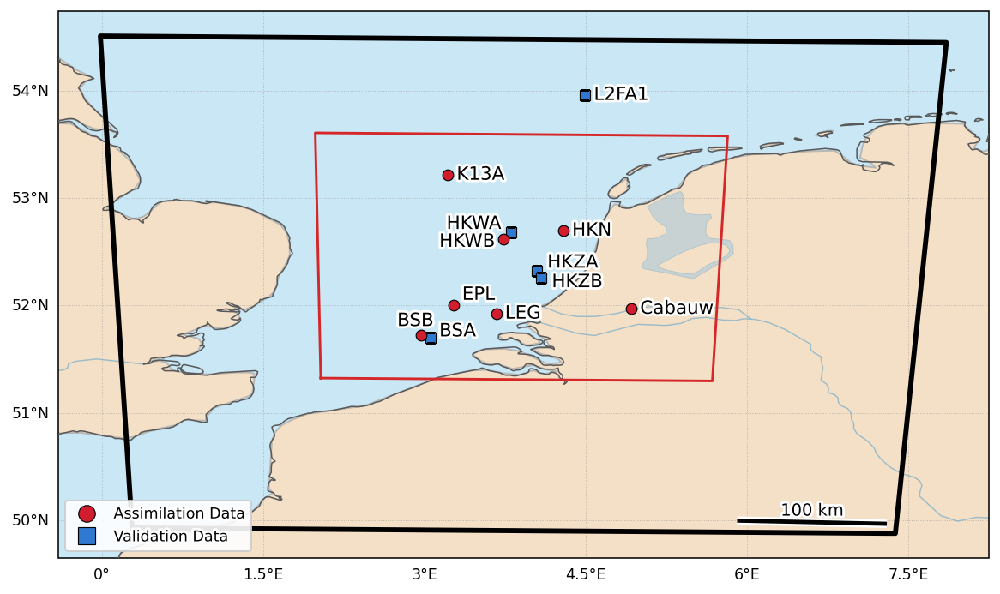 54°N
53°N
52°N
51°N
50°N
L2FA1
K13A
HKWA
HKWB
HKN
HKZA
HKZB
EPL
LEG
Cabauw
BSB
BSA
100 km
Assimilation Data
Validation Data
0°
1.5°E
3°E
4.5°E
6°E
7.5°E